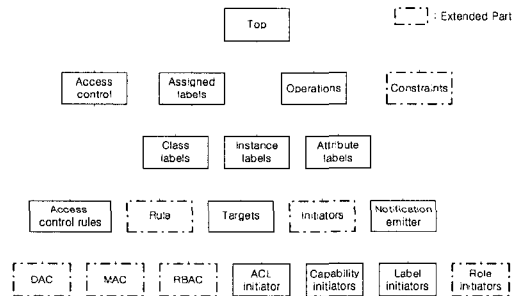 Top
: Extended Part
Access
control
Assigned
labels
Operations
Constraints
Class
labels
Instance
labels
Attribute
labels
Access
control rules
Rule
Targets
Initiators
Notification
emitter
DAC
MAC
RBAC
ACL
initiator
Capability
initiators
Label
initiators
Role
initiators